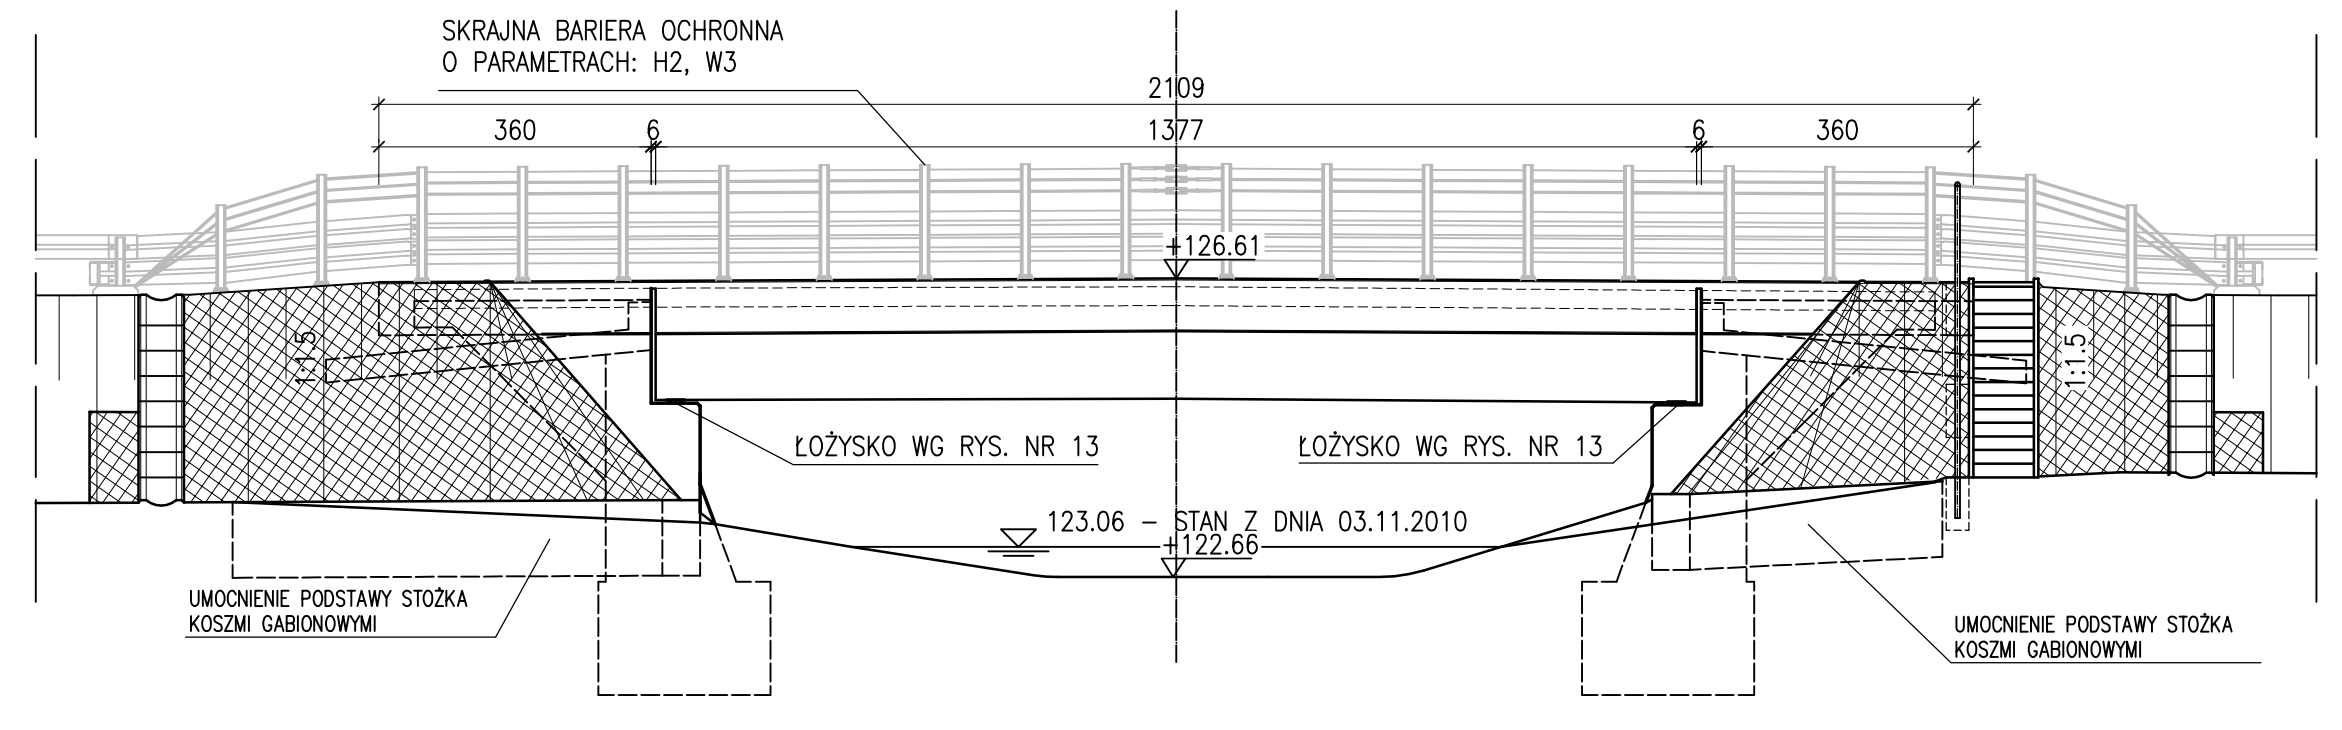 SKRAJNA BARIERA OCHRONNA
O PARAMETRACH: H2, W3
2109
360 6 1377 6 360
+126.61
1:1.5
1:1.5
ŁOŻYSKO WG RYS. NR 13
ŁOŻYSKO WG RYS. NR 13
123.06 – STAN Z DNIA 03.11.2010
+122.66
UMOCNIENIE PODSTAWY STOŻKA
KOSZMI GABIONOWYMI
UMOCNIENIE PODSTAWY STOŻKA
KOSZMI GABIONOWYMI